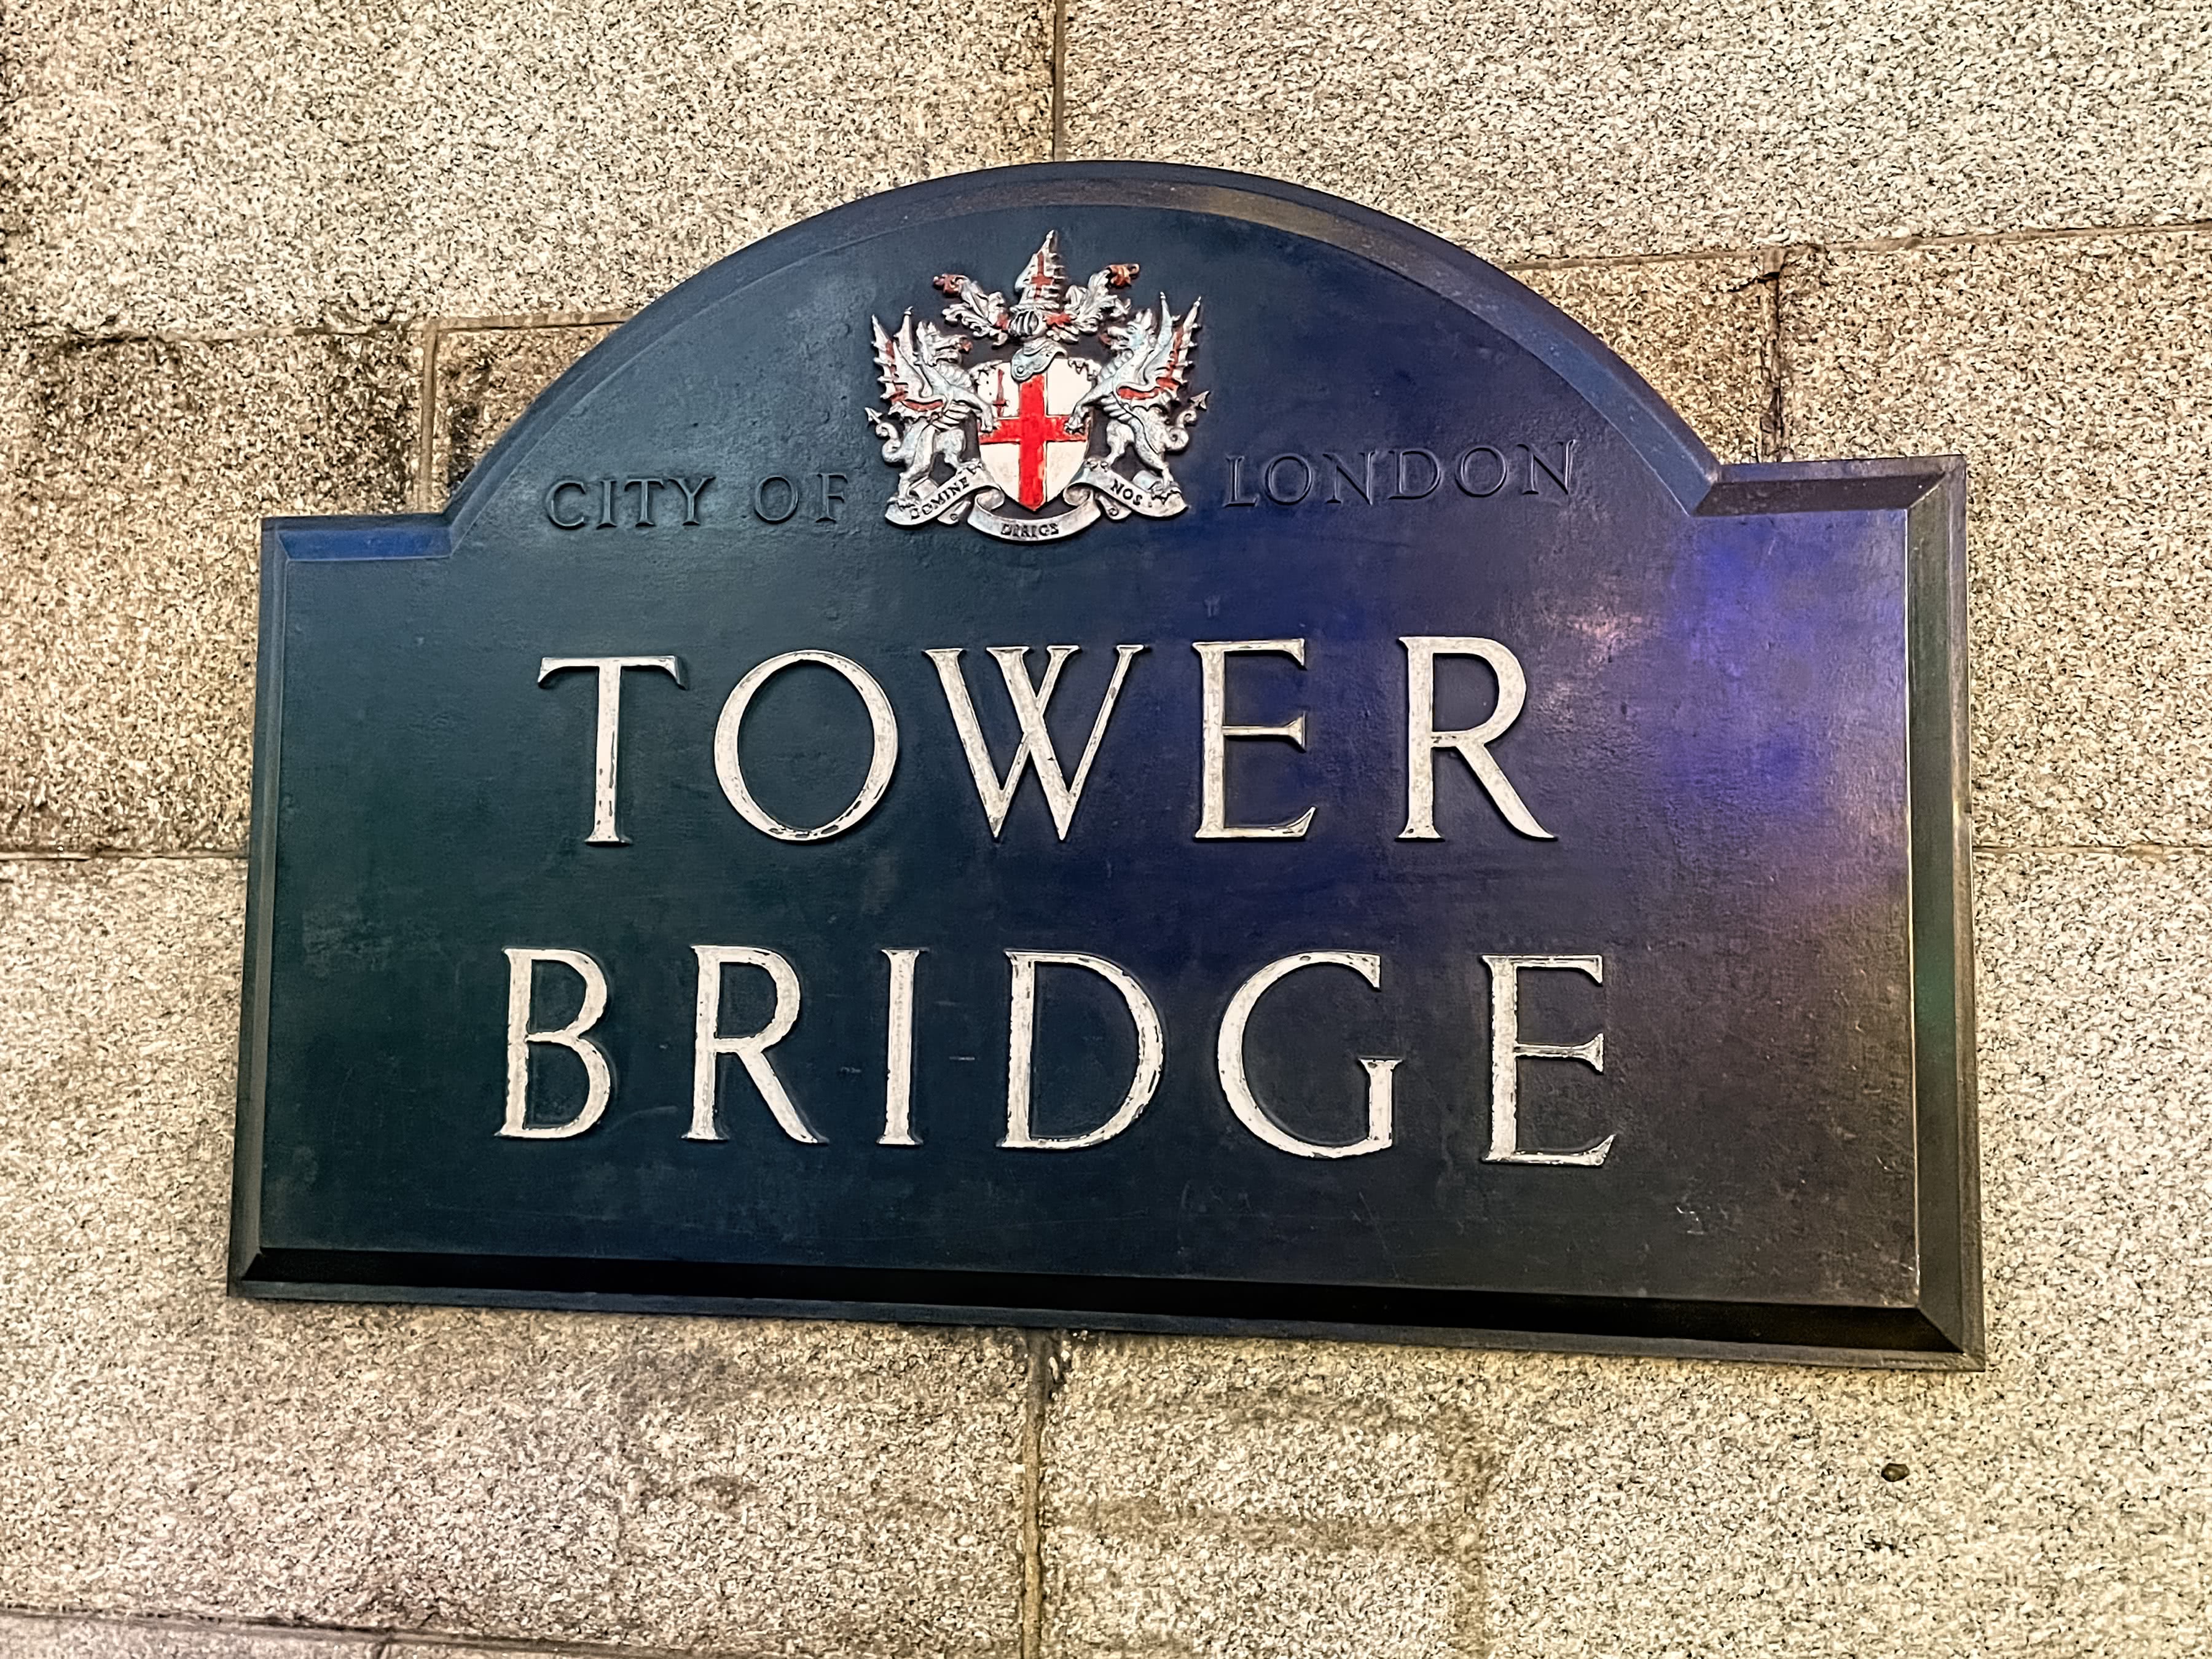 CITY OF LONDON
DOMINE DIRIGE NOS
TOWER
BRIDGE